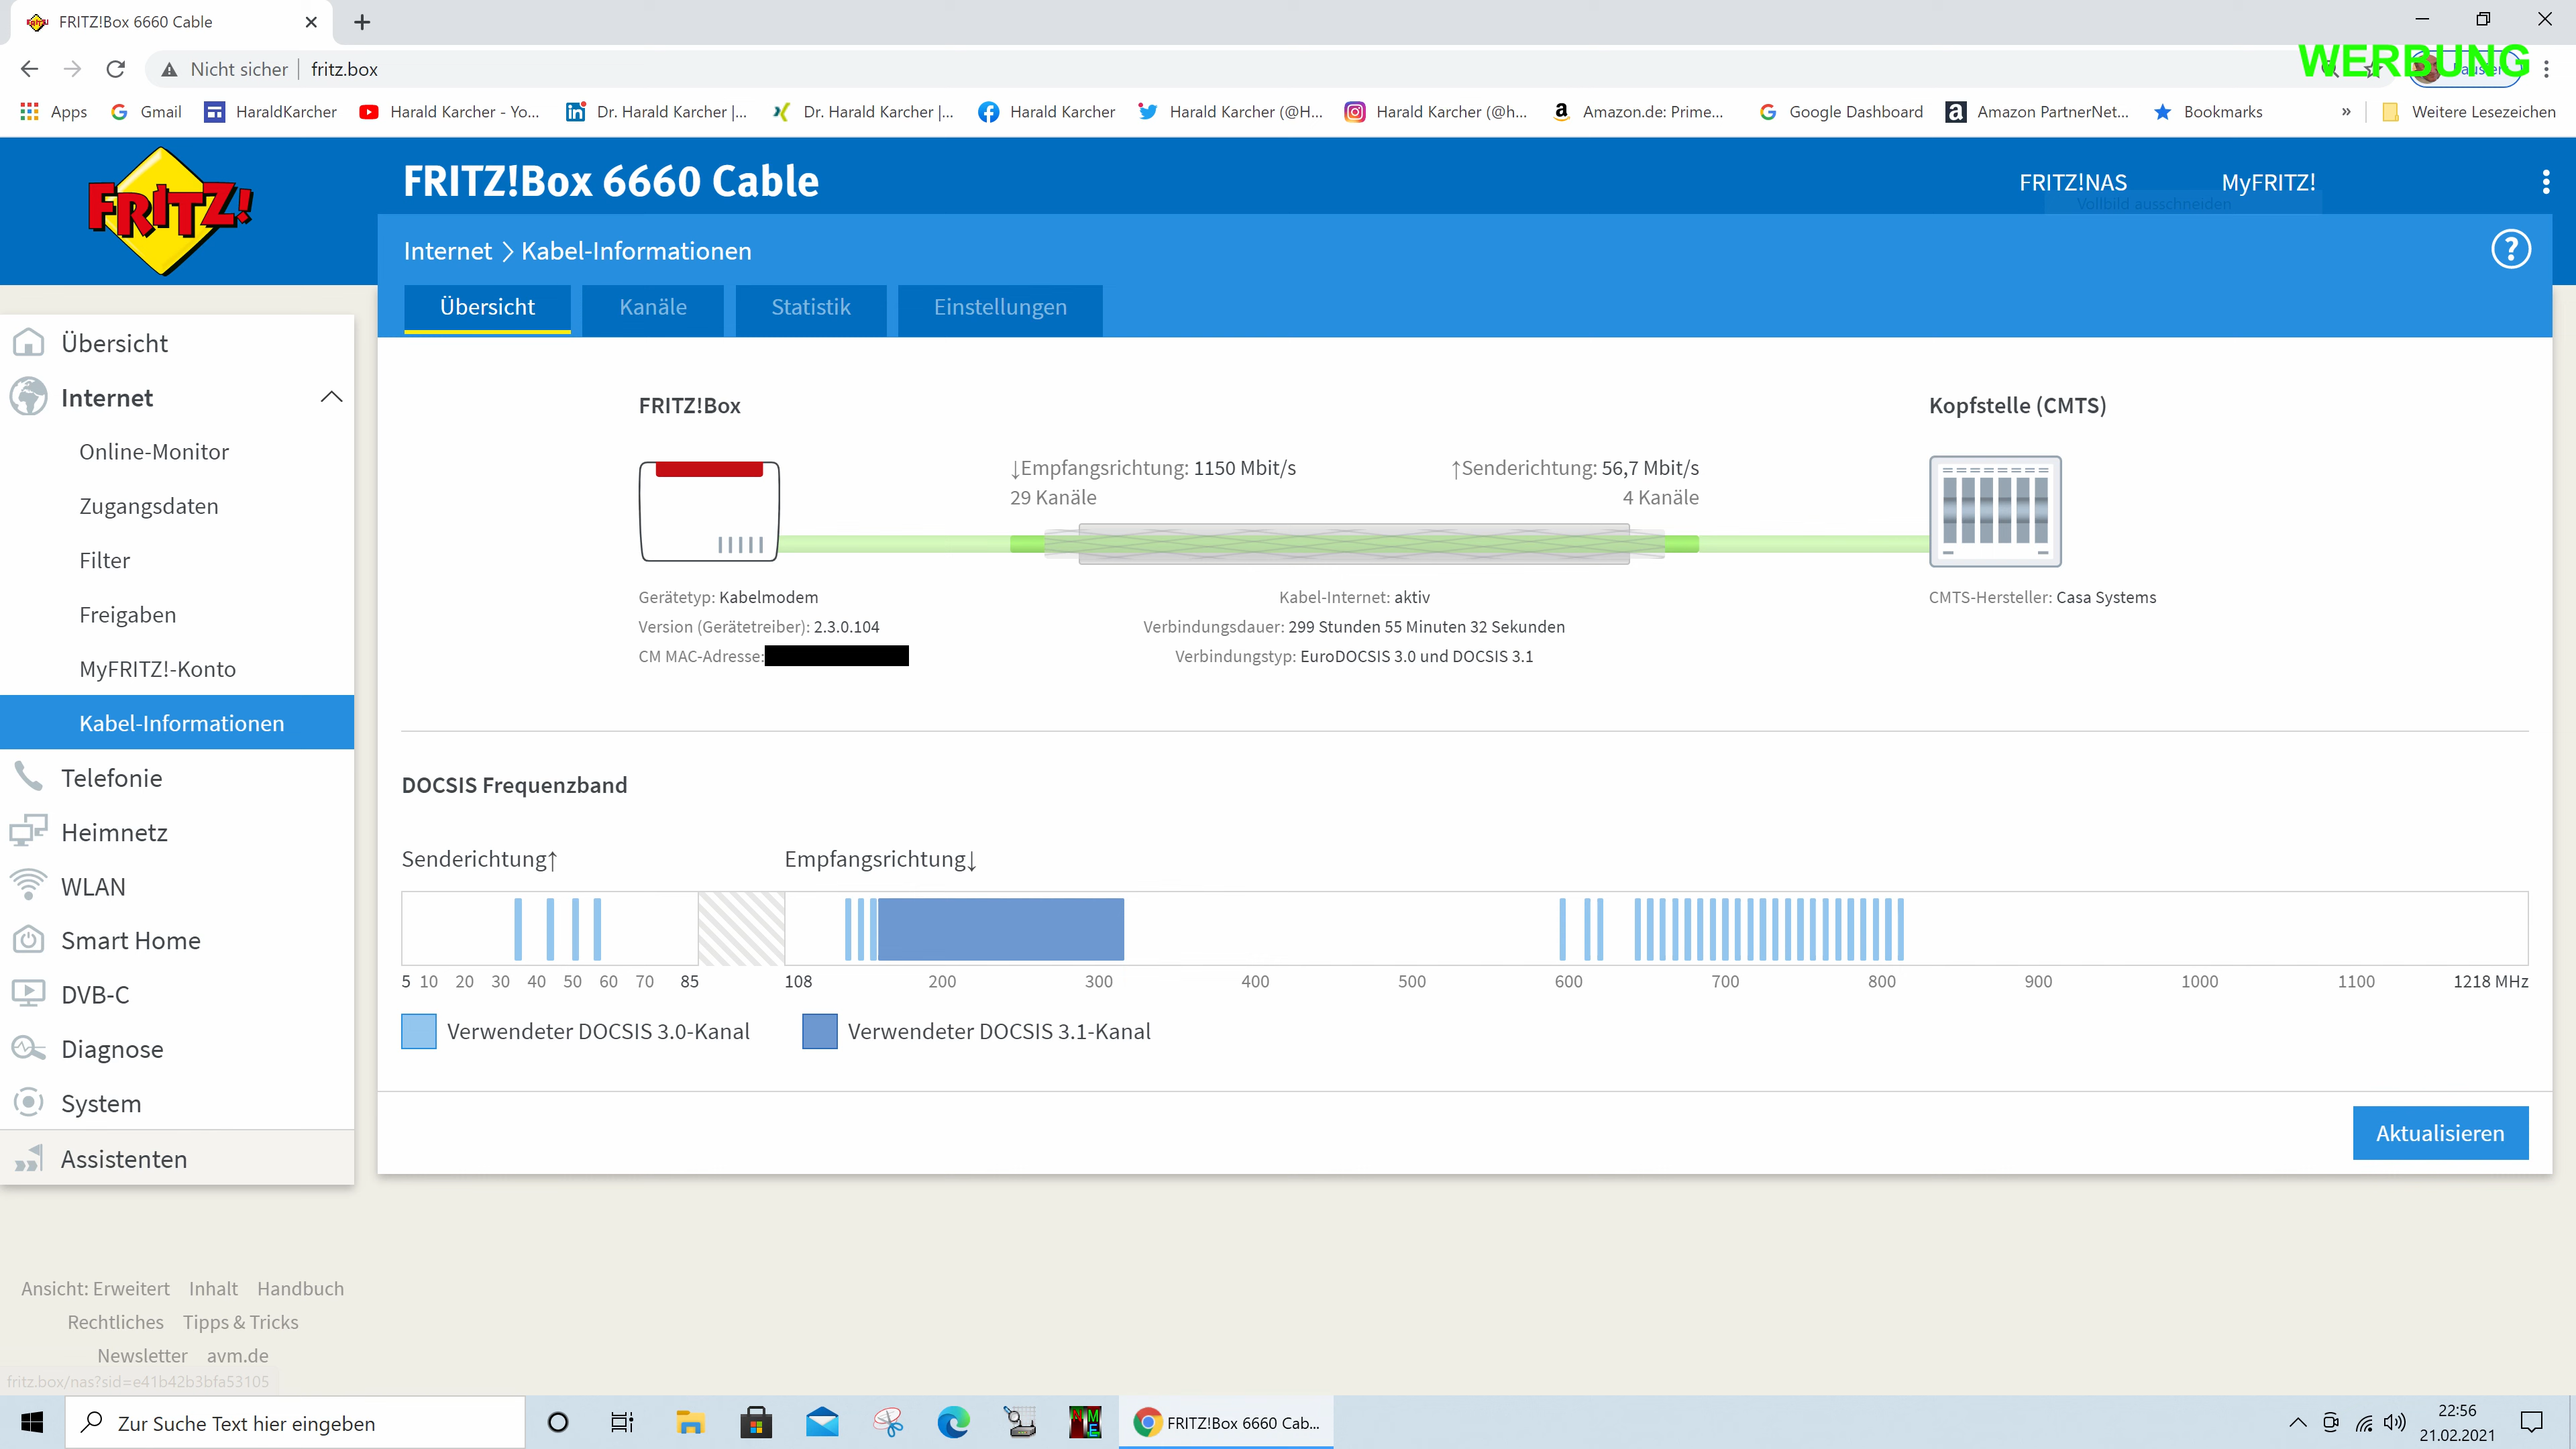 FRITZ!Box 6660 Cable
Nicht sicher
fritz.box
WERBUNG
Apps
Gmail
HaraldKarcher
Harald Karcher - Yo...
Dr. Harald Karcher |...
Dr. Harald Karcher |...
Harald Karcher
Harald Karcher (@H...
Harald Karcher (@h...
Amazon.de: Prime...
Google Dashboard
Amazon PartnerNet...
Bookmarks
»
Weitere Lesezeichen
FRITZ!
FRITZ!Box 6660 Cable
FRITZ!NAS
MyFRITZ!
Vollbild ausschneiden
Internet > Kabel-Informationen
?
Übersicht
Kanäle
Statistik
Einstellungen
Übersicht
Internet
Online-Monitor
Zugangsdaten
Filter
Freigaben
MyFRITZ!-Konto
Kabel-Informationen
Telefonie
Heimnetz
WLAN
Smart Home
DVB-C
Diagnose
System
Assistenten
FRITZ!Box
Kopfstelle (CMTS)
↓Empfangsrichtung: 1150 Mbit/s
29 Kanäle
↑Senderichtung: 56,7 Mbit/s
4 Kanäle
Gerätetyp: Kabelmodem
Version (Gerätetreiber): 2.3.0.104
CM MAC-Adresse:
Kabel-Internet: aktiv
Verbindungsdauer: 299 Stunden 55 Minuten 32 Sekunden
Verbindungstyp: EuroDOCSIS 3.0 und DOCSIS 3.1
CMTS-Hersteller: Casa Systems
DOCSIS Frequenzband
Senderichtung↑
Empfangsrichtung↓
5 10 20 30 40 50 60 70 85 108 200 300 400 500 600 700 800 900 1000 1100 1218 MHz
Verwendeter DOCSIS 3.0-Kanal
Verwendeter DOCSIS 3.1-Kanal
Aktualisieren
Ansicht: Erweitert Inhalt Handbuch
Rechtliches Tipps & Tricks
Newsletter avm.de
fritz.box/nas?sid=e41b42b3bfa53105
Zur Suche Text hier eingeben
FRITZ!Box 6660 Cab...
22:56
21.02.2021